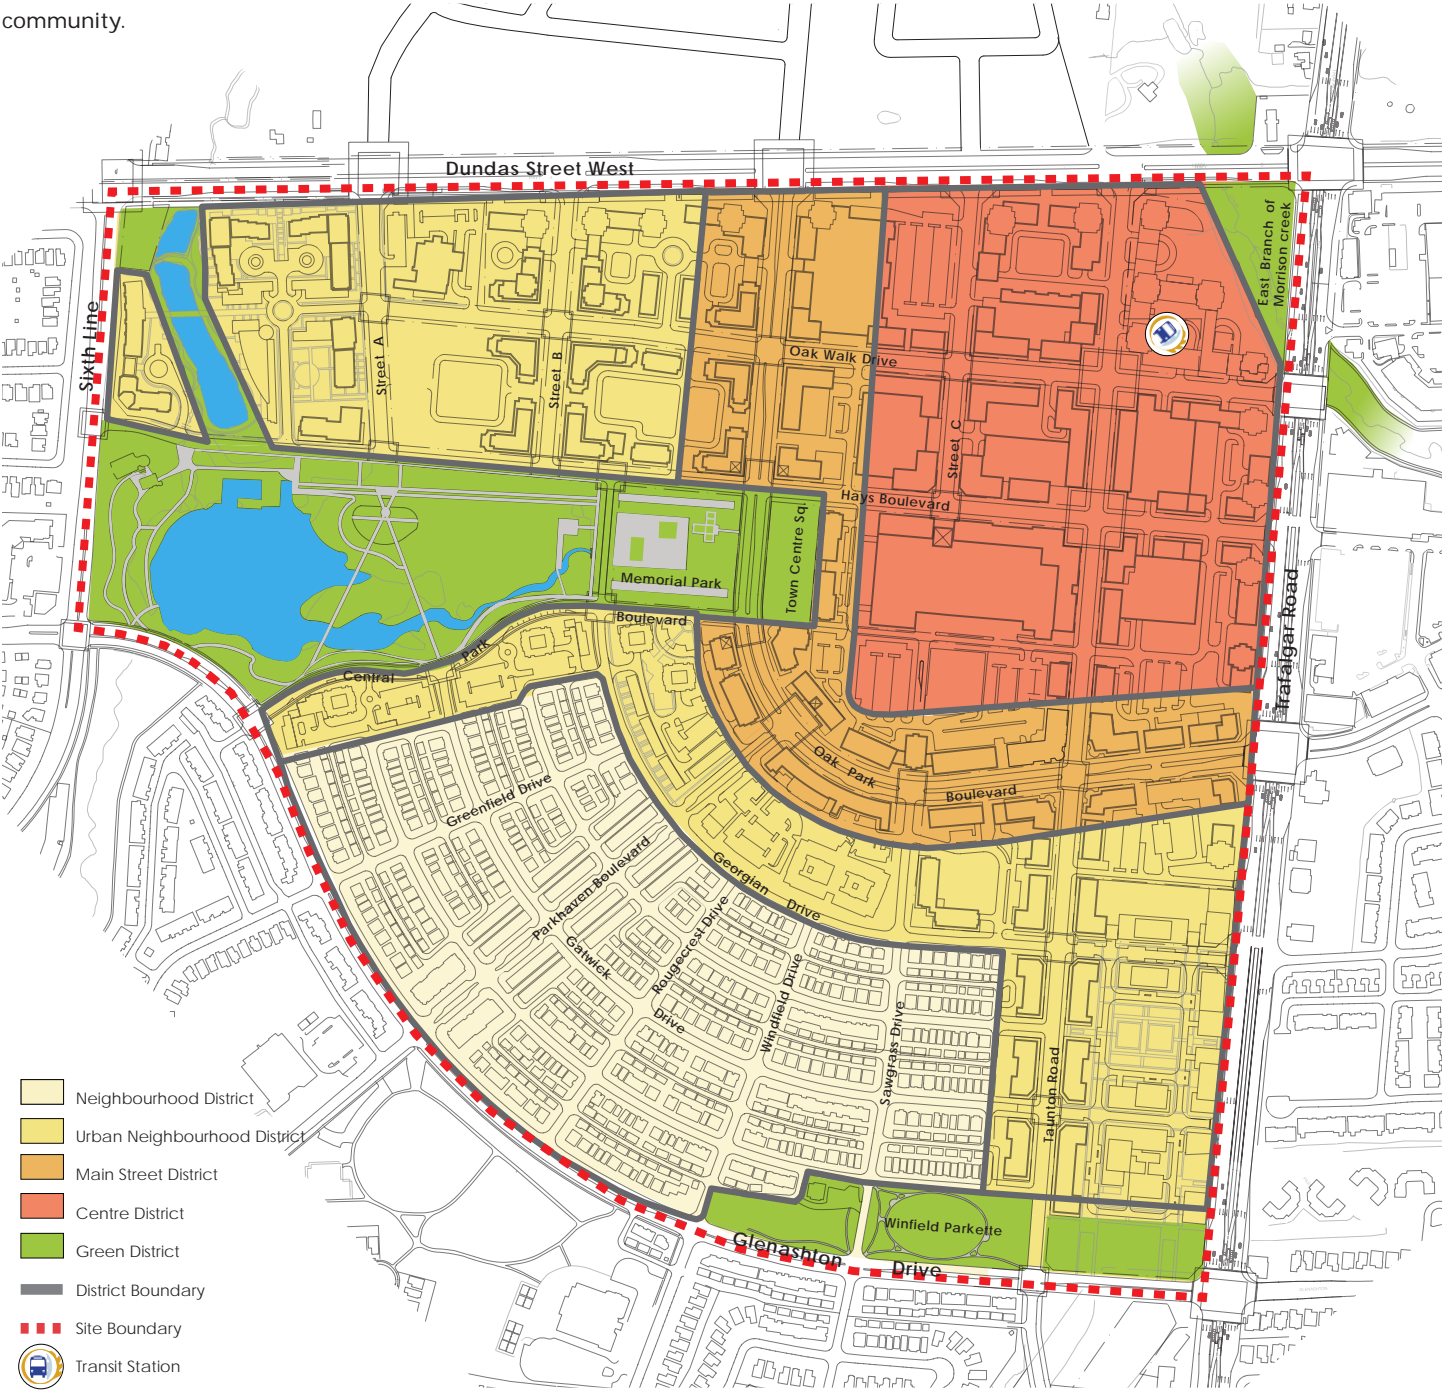 community.
Dundas Street West
East Branch of
Morrison creek
Sixth Line
Street A
Street B
Oak Walk Drive
Street C
Hays Boulevard
Town Centre Sq.
Memorial Park
Boulevard
Park
Central
Trafalgar Road
Oak Park
Boulevard
Greenfield Drive
Parkhaven Boulevard
Georgian
Drive
Gatwick
Drive
Rougecrest Drive
Windfield Drive
Sawgrass Drive
Taunton Road
Winfield Parkette
Glenashton
Drive
Neighbourhood District
Urban Neighbourhood District
Main Street District
Centre District
Green District
District Boundary
Site Boundary
Transit Station